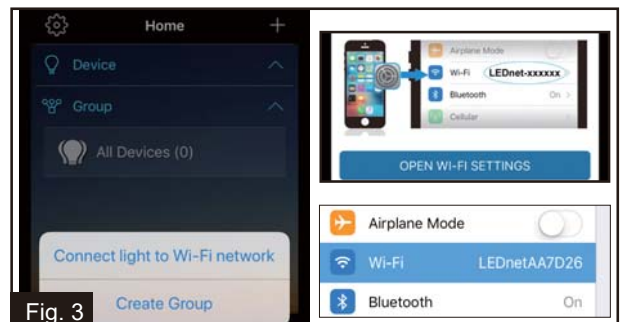 Home +
Device
Group
All Devices (0)
Connect light to Wi-Fi network
Create Group
Fig. 3
Airplane Mode
Wi-Fi LEDnet-xxxxxx
Bluetooth On >
Cellular
OPEN WI-FI SETTINGS
Airplane Mode
Wi-Fi LEDnetAA7D26
Bluetooth On